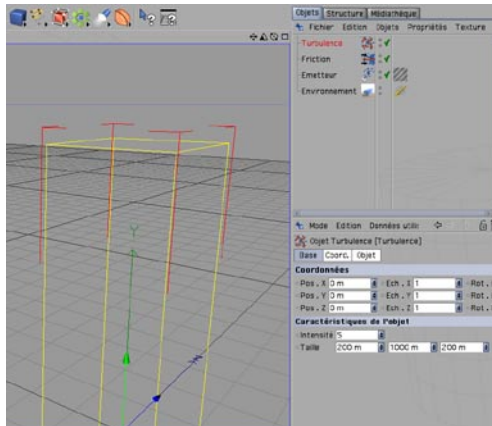 Objets Structure Médiathèque
Fichier Edition Objets Propriétés Texture
Turbulence
Friction
Emetteur
Environnement
Y
Z
Mode Edition Données utilis
Objet Turbulence [Turbulence]
Base Coord. Objet
Coordonnées
Pos. X 0 m Ech. X 1 Rot.
Pos. Y 0 m Ech. Y 1 Rot.
Pos. Z 0 m Ech. Z 1 Rot.
Caractéristiques de l'objet
Intensité 5
Taille 200 m 1000 m 200 m